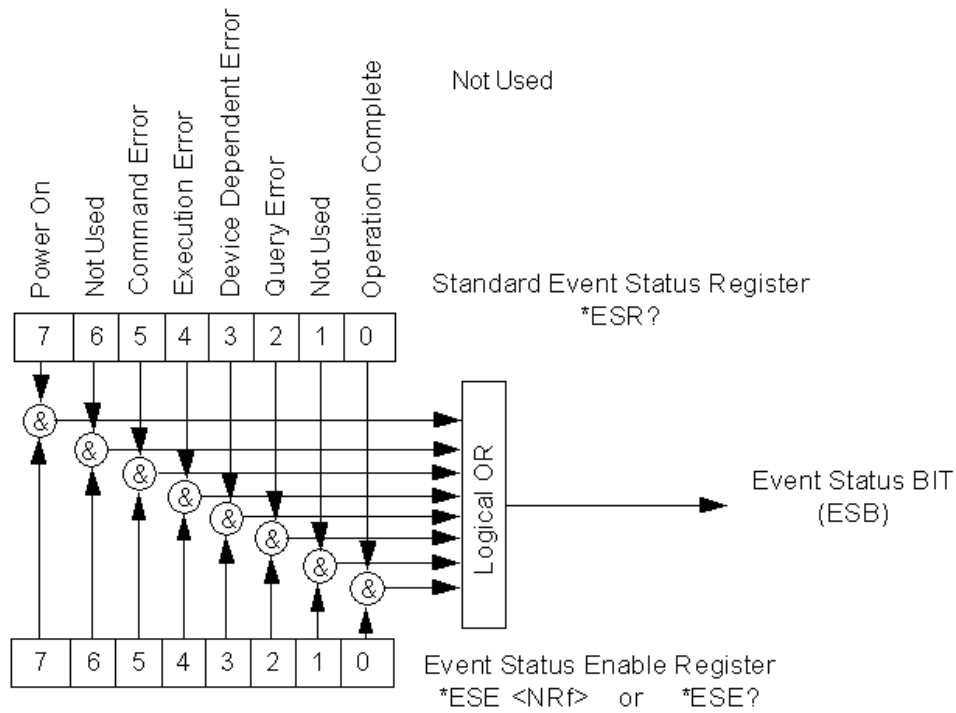 Not Used
Power On
Not Used
Command Error
Execution Error
Device Dependent Error
Query Error
Not Used
Operation Complete
Standard Event Status Register
*ESR?
7 6 5 4 3 2 1 0
&
&
&
&
&
&
&
&
Logical OR
Event Status BIT
(ESB)
7 6 5 4 3 2 1 0
Event Status Enable Register
*ESE <NRf> or *ESE?